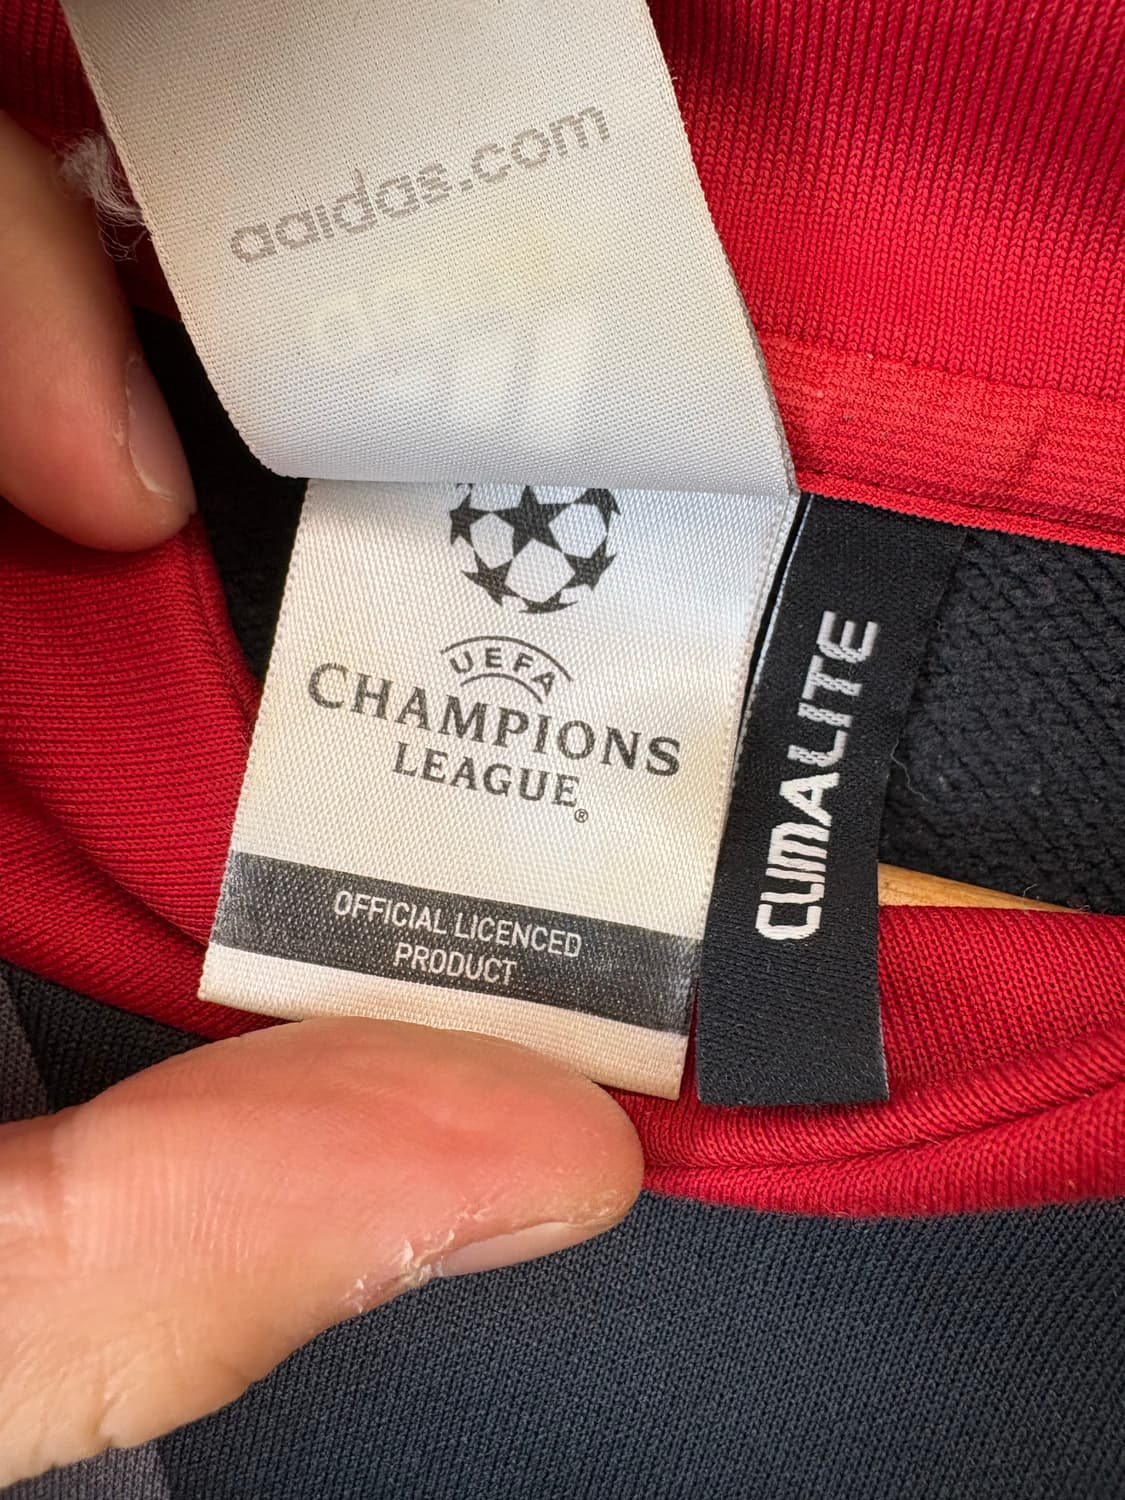 adidas.com
UEFA
CHAMPIONS
LEAGUE®
OFFICIAL LICENCED
PRODUCT
CLIMALITE